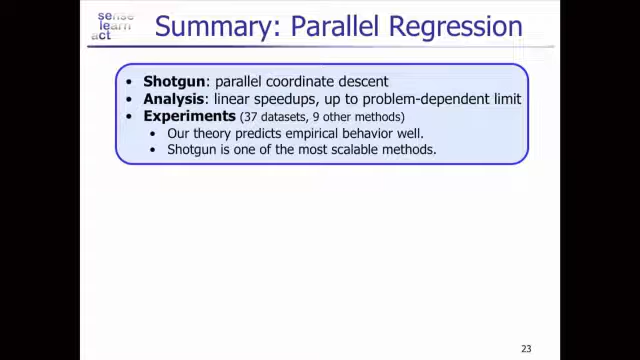 sense
learn
act
Summary: Parallel Regression
• Shotgun: parallel coordinate descent
• Analysis: linear speedups, up to problem-dependent limit
• Experiments (37 datasets, 9 other methods)
• Our theory predicts empirical behavior well.
• Shotgun is one of the most scalable methods.
23